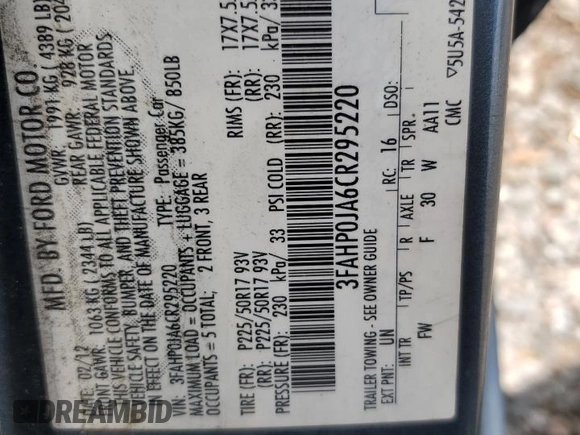 MFD. BY FORD MOTOR CO
02/12 GVWR: 1991 KG / 4389 LB
GAWR: 1063 KG (2344 LB) REAR GAWR: 928 KG
VEHICLE CONFORMS TO ALL APPLICABLE FEDERAL MOTOR
SAFETY, BUMPER, AND THEFT PREVENTION STANDARDS
EFFECT ON THE DATE OF MANUFACTURE SHOWN ABOVE.
VIN: 3FAHP0JA6CR295220 TYPE: Passenger Car
MAXIMUM LOAD = OCCUPANTS + LUGGAGE = 385KG/ 850LB
OCCUPANTS = 5 TOTAL; 2 FRONT, 3 REAR
TIRE (FR): P225/50R17 93V RIMS (FR): 17X7.5
(RR): P225/50R17 93V (RR): 17X7.5
PRESSURE (FR): 230 kPa/ 33 PSI COLD (RR): 230 kPa/ 33
3FAHP0JA6CR295220
TRAILER TOWING - SEE OWNER GUIDE
EXT PNT: UN RC: 16 DSO:
INT TR TP/PS R AXLE TR SPR.
FW F 30 W AA11
CMC
▽5U5A-542
DREAMBID